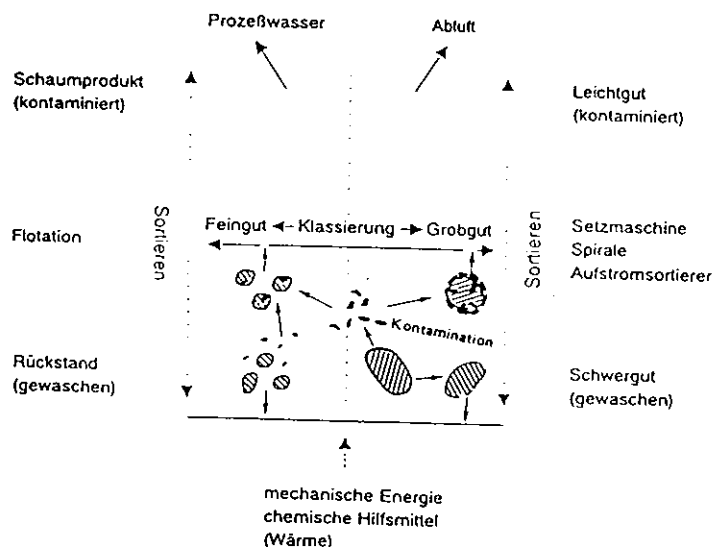 Prozeßwasser
Abluft
Schaumprodukt
(kontaminiert)
Leichtgut
(kontaminiert)
Sortieren
Feingut
Klassierung
Grobgut
Sortieren
Flotation
Setzmaschine
Spirale
Aufstromsortierer
Kontamination
Rückstand
(gewaschen)
Schwergut
(gewaschen)
mechanische Energie
chemische Hilfsmittel
(Wärme)